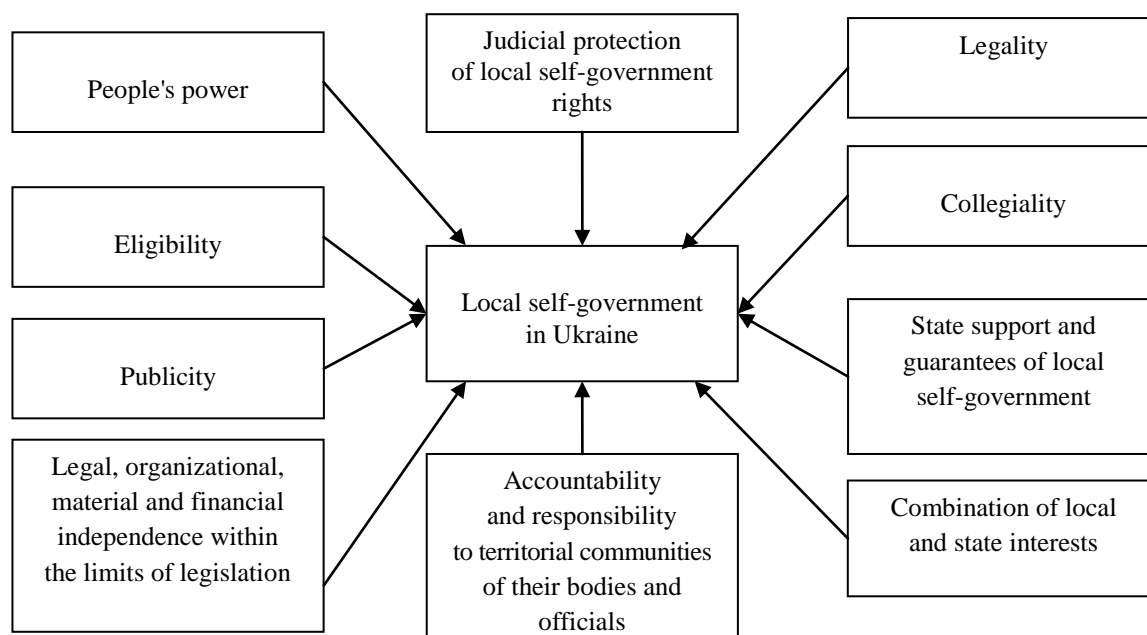 People's power
Judicial protection
of local self-government
rights
Legality
Eligibility
Collegiality
Local self-government
in Ukraine
Publicity
State support and
guarantees of local
self-government
Legal, organizational,
material and financial
independence within
the limits of legislation
Accountability
and responsibility
to territorial communities
of their bodies and
officials
Combination of local
and state interests